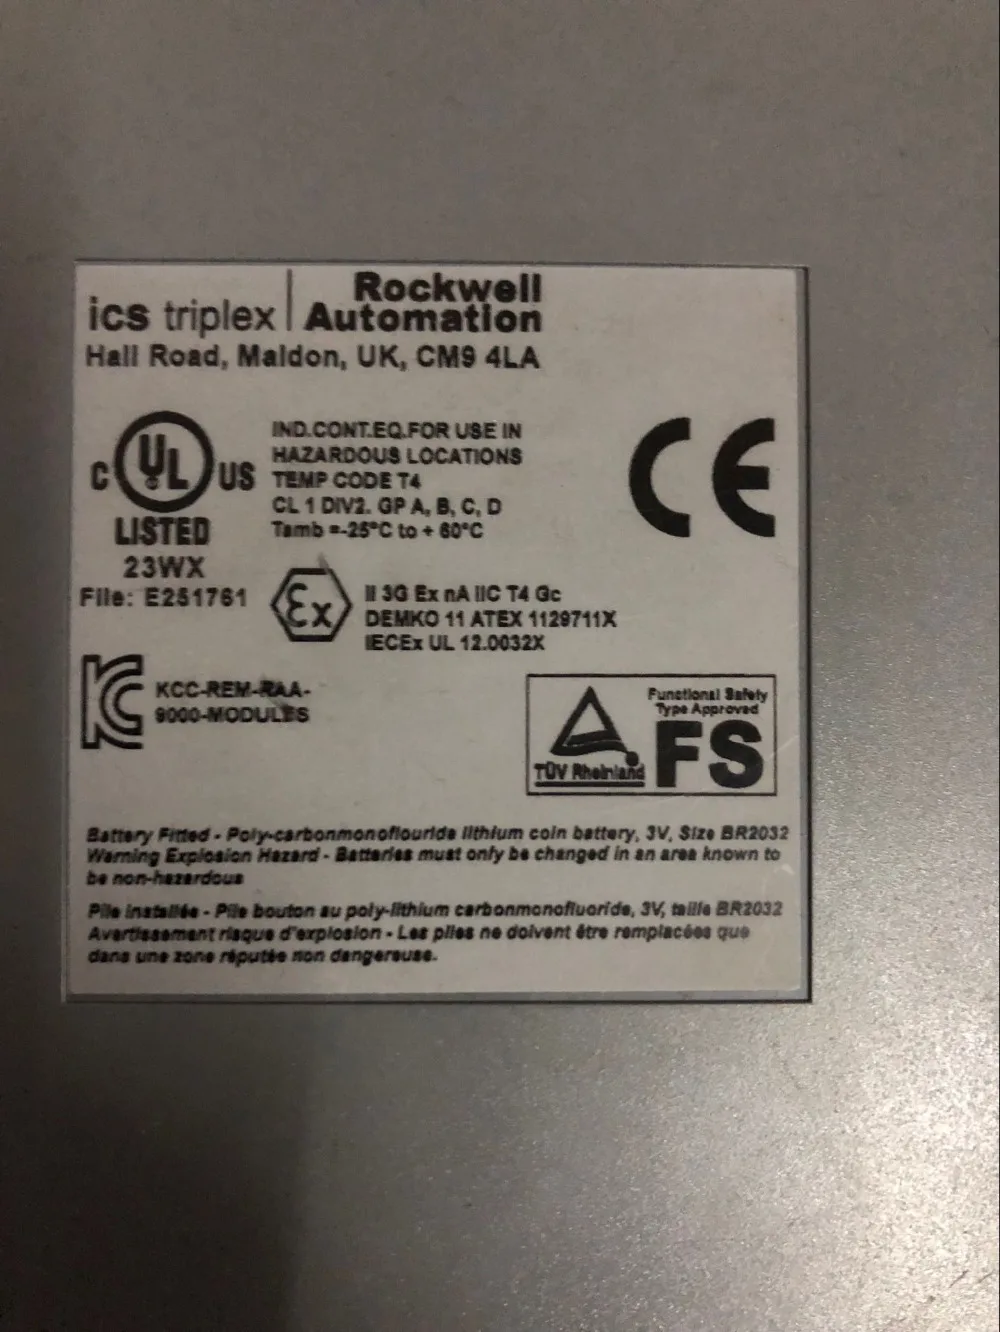 ics triplex | Rockwell Automation
Hall Road, Maldon, UK, CM9 4LA
C UL US
LISTED
23WX
File: E251761
IND.CONT.EQ.FOR USE IN
HAZARDOUS LOCATIONS
TEMP CODE T4
CL 1 DIV2. GP A, B, C, D
Tamb =-25°C to + 60°C
CE
Ex
II 3G Ex nA IIC T4 Gc
DEMKO 11 ATEX 1129711X
IECEx UL 12.0032X
KC
KCC-REM-RAA-
9000-MODULES
TÜV Rheinland
Functional Safety
Type Approved
FS
Battery Fitted - Poly-carbonmonoflouride lithium coin battery, 3V, Size BR2032
Warning Explosion Hazard - Batteries must only be changed in an area known to
be non-hazardous
Pile installée - Pile bouton au poly-lithium carbonmonofluoride, 3V, taille BR2032
Avertissement risque d'explosion - Les piles ne doivent être remplacées que
dans une zone réputée non dangereuse.